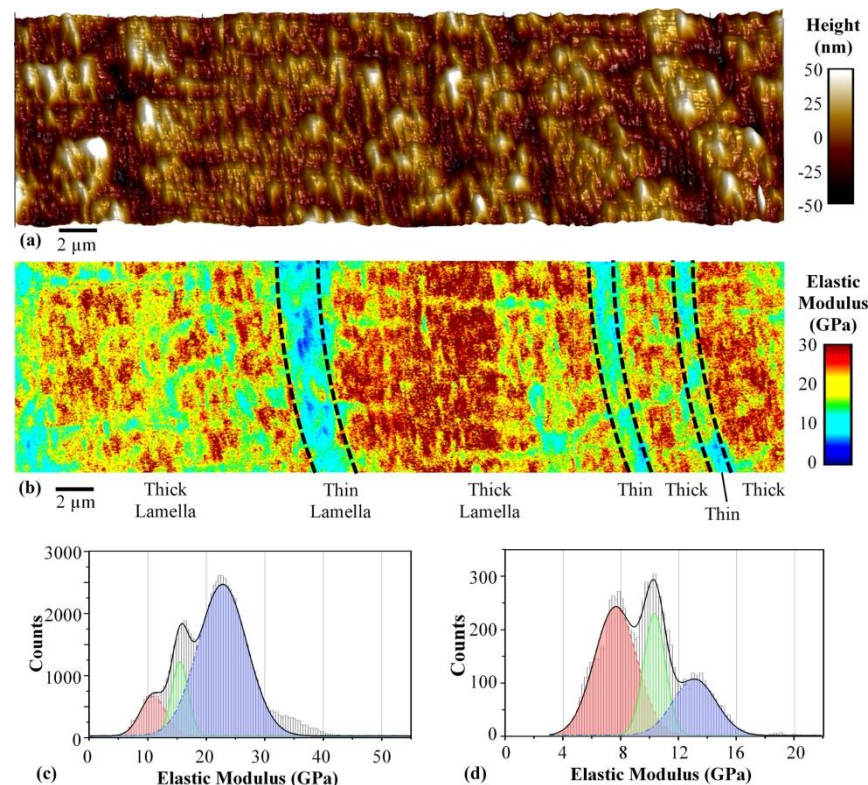 Height
(nm)
50
25
0
-25
-50
(a)
2 µm
Elastic
Modulus
(GPa)
30
20
10
0
(b)
2 µm
Thick
Lamella
Thin
Lamella
Thick
Lamella
Thin
Thick
Thick
Thin
3000
2000
1000
0
Counts
0 10 20 30 40 50
(c)
Elastic Modulus (GPa)
300
200
100
0
Counts
0 4 8 12 16 20
(d)
Elastic Modulus (GPa)